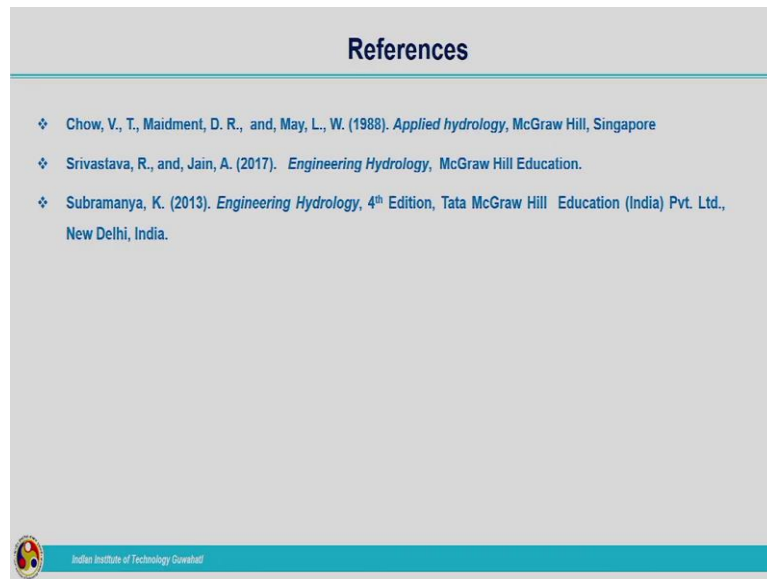 References
❖ Chow, V., T., Maidment, D. R., and, May, L., W. (1988). Applied hydrology, McGraw Hill, Singapore
❖ Srivastava, R., and, Jain, A. (2017). Engineering Hydrology, McGraw Hill Education.
❖ Subramanya, K. (2013). Engineering Hydrology, 4th Edition, Tata McGraw Hill Education (India) Pvt. Ltd.,
New Delhi, India.
Indian Institute of Technology Guwahati